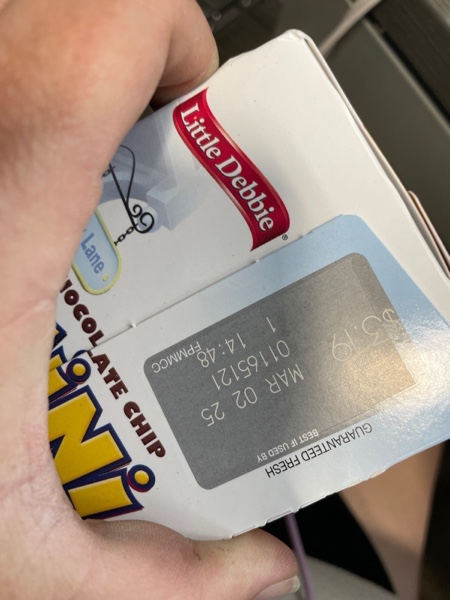 Little Debbie®
Lane
CHOCOLATE CHIP
GUARANTEED FRESH
BEST IF USED BY
MAR 02 25
01165121
1 14:48
FPMMCC
3.19